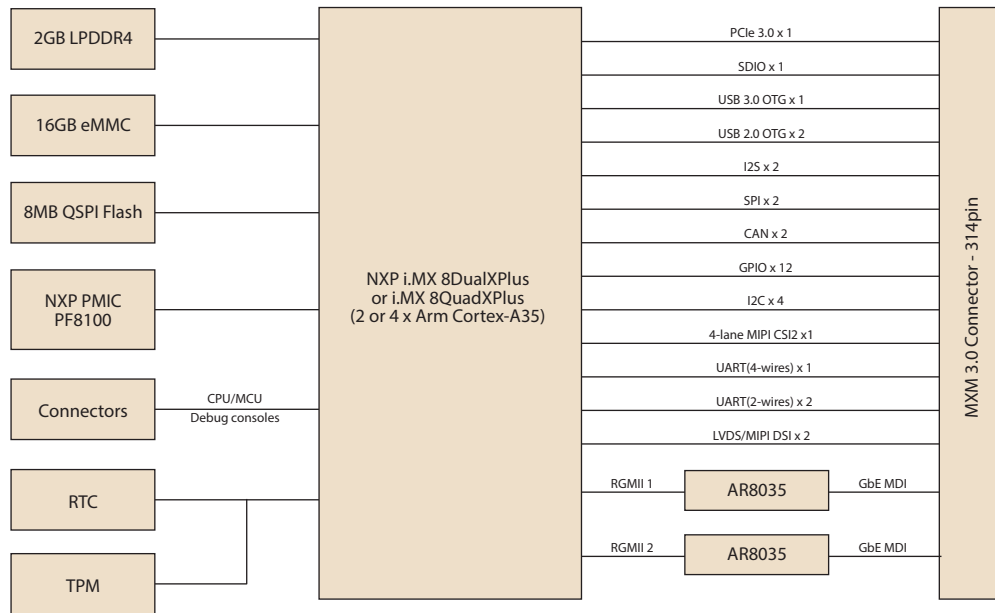 2GB LPDDR4
16GB eMMC
8MB QSPI Flash
NXP PMIC
PF8100
Connectors
CPU/MCU
Debug consoles
RTC
TPM
NXP i.MX 8DualXPlus
or i.MX 8QuadXPlus
(2 or 4 x Arm Cortex-A35)
PCIe 3.0 x 1
SDIO x 1
USB 3.0 OTG x 1
USB 2.0 OTG x 2
I2S x 2
SPI x 2
CAN x 2
GPIO x 12
I2C x 4
4-lane MIPI CSI2 x1
UART(4-wires) x 1
UART(2-wires) x 2
LVDS/MIPI DSI x 2
RGMII 1
AR8035
GbE MDI
RGMII 2
AR8035
GbE MDI
MXM 3.0 Connector - 314pin